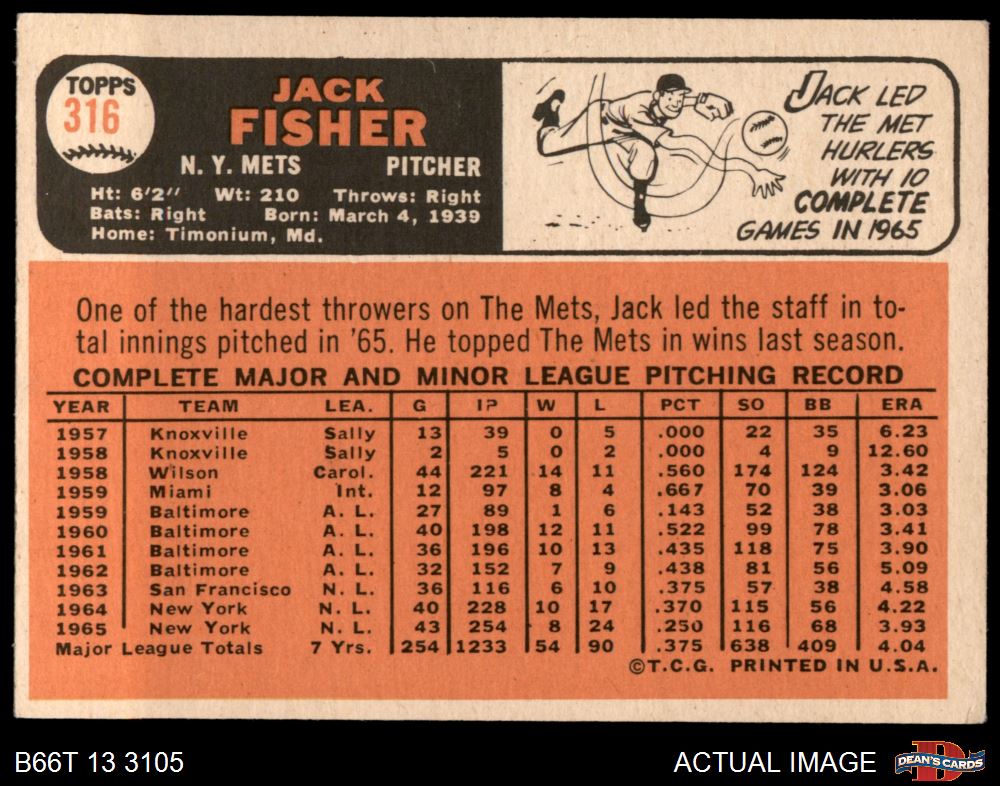 TOPPS
316
JACK
FISHER
N. Y. METS PITCHER
Ht: 6'2" Wt: 210 Throws: Right
Bats: Right Born: March 4, 1939
Home: Timonium, Md.
JACK LED
THE MET
HURLERS
WITH 10
COMPLETE
GAMES IN 1965
One of the hardest throwers on The Mets, Jack led the staff in to-
tal innings pitched in '65. He topped The Mets in wins last season.
COMPLETE MAJOR AND MINOR LEAGUE PITCHING RECORD
YEAR TEAM LEA. G IP W L PCT SO BB ERA
1957 Knoxville Sally 13 39 0 5 .000 22 35 6.23
1958 Knoxville Sally 2 5 0 2 .000 4 9 12.60
1958 Wilson Carol. 44 221 14 11 .560 174 124 3.42
1959 Miami Int. 12 97 8 4 .667 70 39 3.06
1959 Baltimore A. L. 27 89 1 6 .143 52 38 3.03
1960 Baltimore A. L. 40 198 12 11 .522 99 78 3.41
1961 Baltimore A. L. 36 196 10 13 .435 118 75 3.90
1962 Baltimore A. L. 32 152 7 9 .438 81 56 5.09
1963 San Francisco N. L. 36 116 6 10 .375 57 38 4.58
1964 New York N. L. 40 228 10 17 .370 115 56 4.22
1965 New York N. L. 43 254 8 24 .250 116 68 3.93
Major League Totals 7 Yrs. 254 1233 54 90 .375 638 409 4.04
©T.C.G. PRINTED IN U.S.A.
B66T 13 3105 ACTUAL IMAGE
D
DEAN'S CARDS